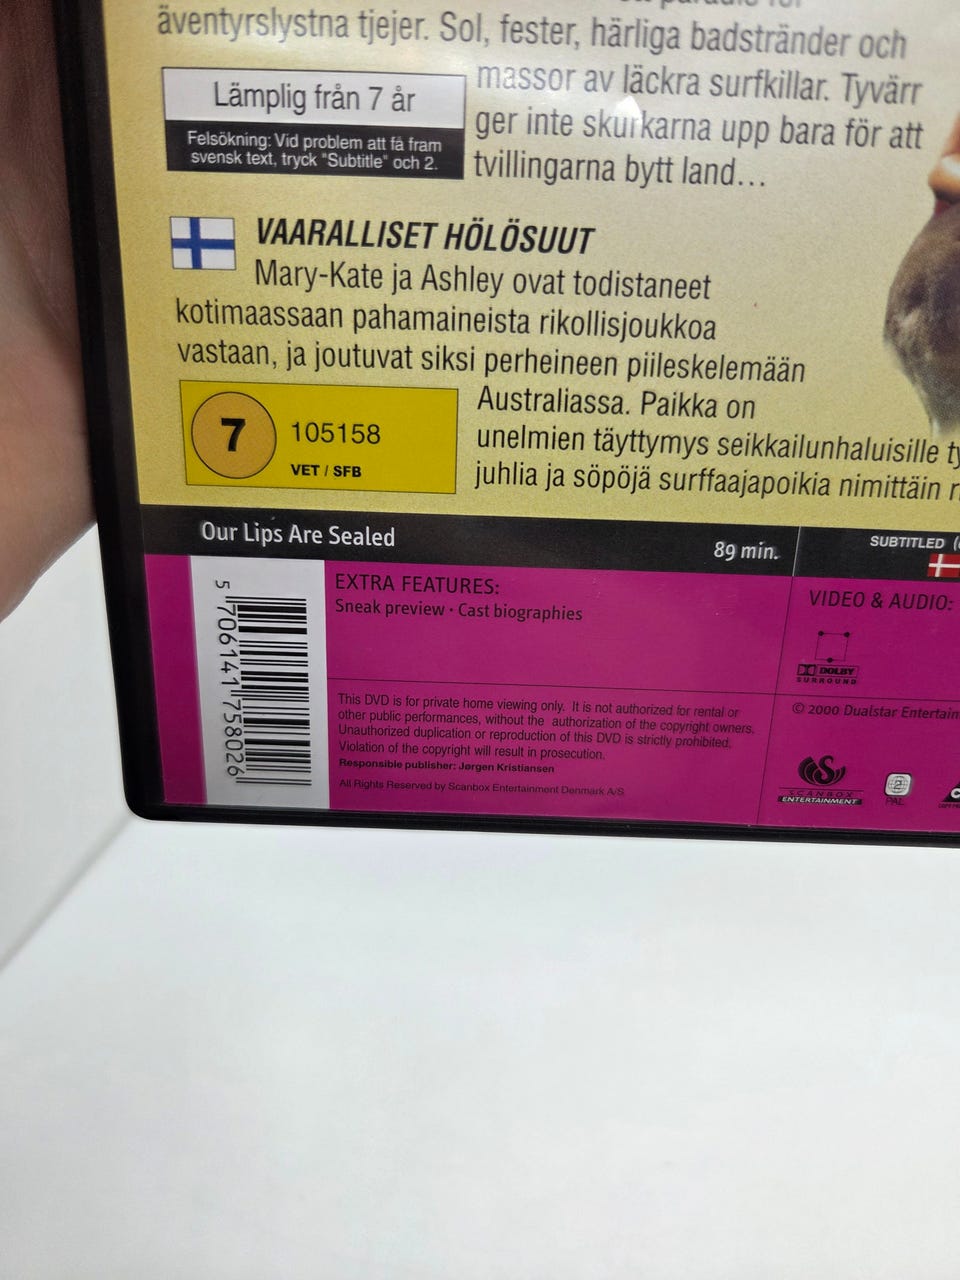 äventyrslystna tjejer. Sol, fester, härliga badstränder och
massor av läckra surfkillar. Tyvärr
ger inte skurkarna upp bara för att
tvillingarna bytt land...
Lämplig från 7 år
Felsökning: Vid problem att få fram
svensk text, tryck "Subtitle" och 2.
VAARALLISET HÖLÖSUUT
Mary-Kate ja Ashley ovat todistaneet
kotimaassaan pahamaineista rikollisjoukkoa
vastaan, ja joutuvat siksi perheineen piileskelemään
Australiassa. Paikka on
unelmien täyttymys seikkailunhaluisille
juhlia ja söpöjä surffaajapoikia nimittäin
7
105158
VET / SFB
Our Lips Are Sealed
89 min.
SUBTITLED
5 706141 758026
EXTRA FEATURES:
Sneak preview · Cast biographies
VIDEO & AUDIO:
DOLBY
SURROUND
This DVD is for private home viewing only. It is not authorized for rental or
other public performances, without the authorization of the copyright owners.
Unauthorized duplication or reproduction of this DVD is strictly prohibited.
Violation of the copyright will result in prosecution.
Responsible publisher: Jørgen Kristiansen
All Rights Reserved by Scanbox Entertainment Denmark A/S
© 2000 Dualstar
SCANBOX
ENTERTAINMENT
2
PAL